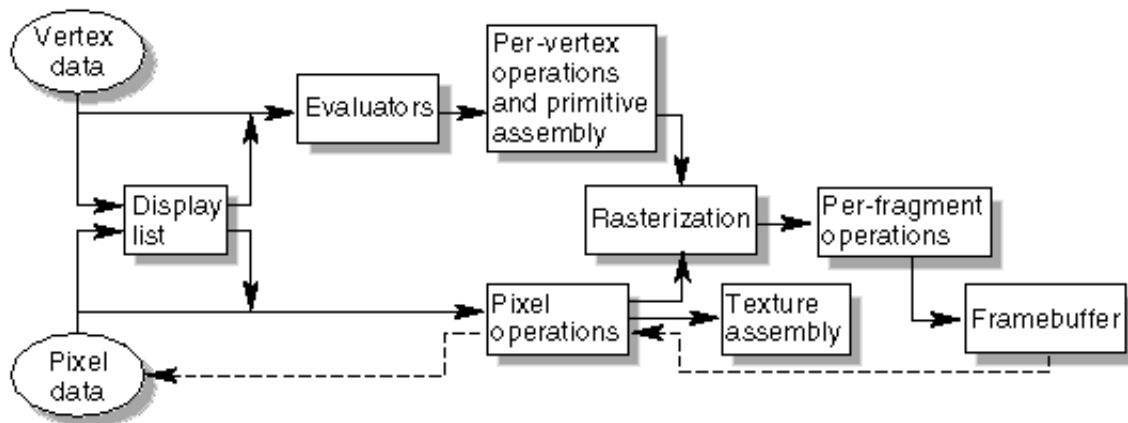 Vertex
data
Evaluators
Per-vertex
operations
and primitive
assembly
Display
list
Rasterization
Per-fragment
operations
Pixel
operations
Texture
assembly
Framebuffer
Pixel
data